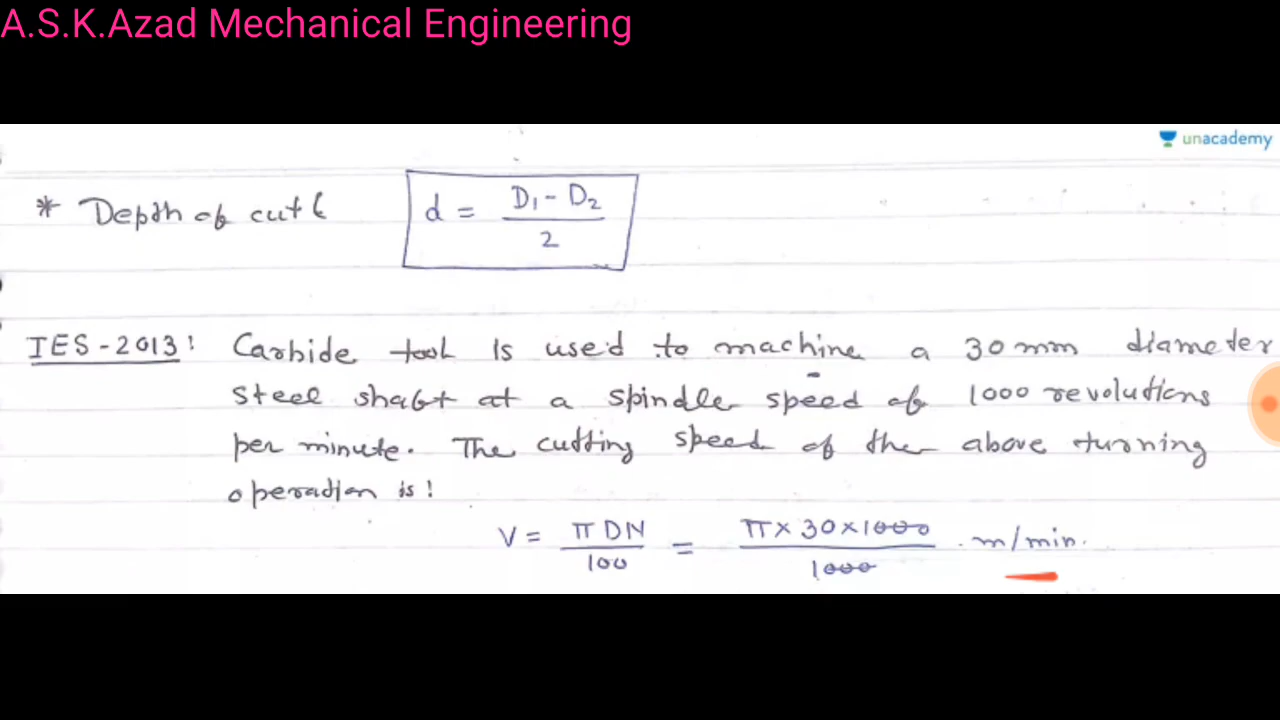 A.S.K.Azad Mechanical Engineering
unacademy
* Depth of cut (
d = D₁ - D₂ / 2
IES - 2013: Carbide tool is used to machine a 30 mm diameter
steel shaft at a spindle speed of 1000 revolutions
per minute. The cutting speed of the above turning
operation is:
V = π DN / 100 = π × 30 × 1000 / 1000 . m/min.